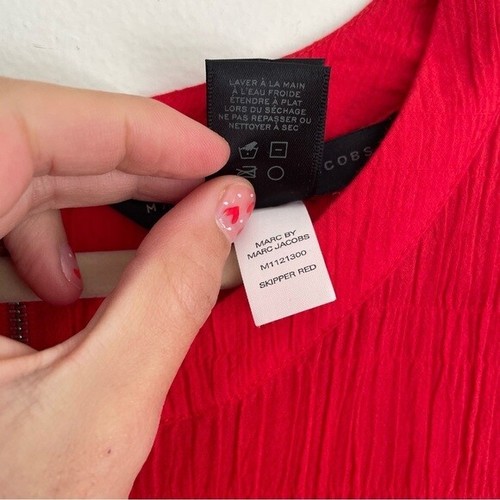 LAVER À LA MAIN
À L'EAU FROIDE
ÉTENDRE À PLAT
LORS DU SÉCHAGE
NE PAS REPASSER OU
NETTOYER À SEC
M
COBS
MARC BY
MARC JACOBS
M1121300
SKIPPER RED